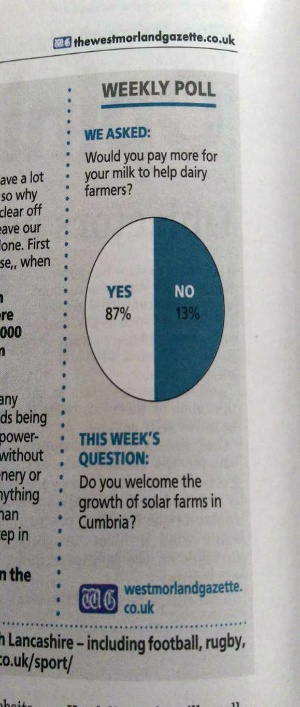 thewestmorlandgazette.co.uk
WEEKLY POLL
WE ASKED:
Would you pay more for
your milk to help dairy
farmers?
YES
87%
NO
13%
THIS WEEK'S
QUESTION:
Do you welcome the
growth of solar farms in
Cumbria?
westmorlandgazette.
co.uk
ave a lot
so why
clear off
eave our
lone. First
se,, when
n
re
000
n
any
ds being
power-
without
nery or
nything
han
ep in
n the
h Lancashire – including football, rugby,
co.uk/sport/